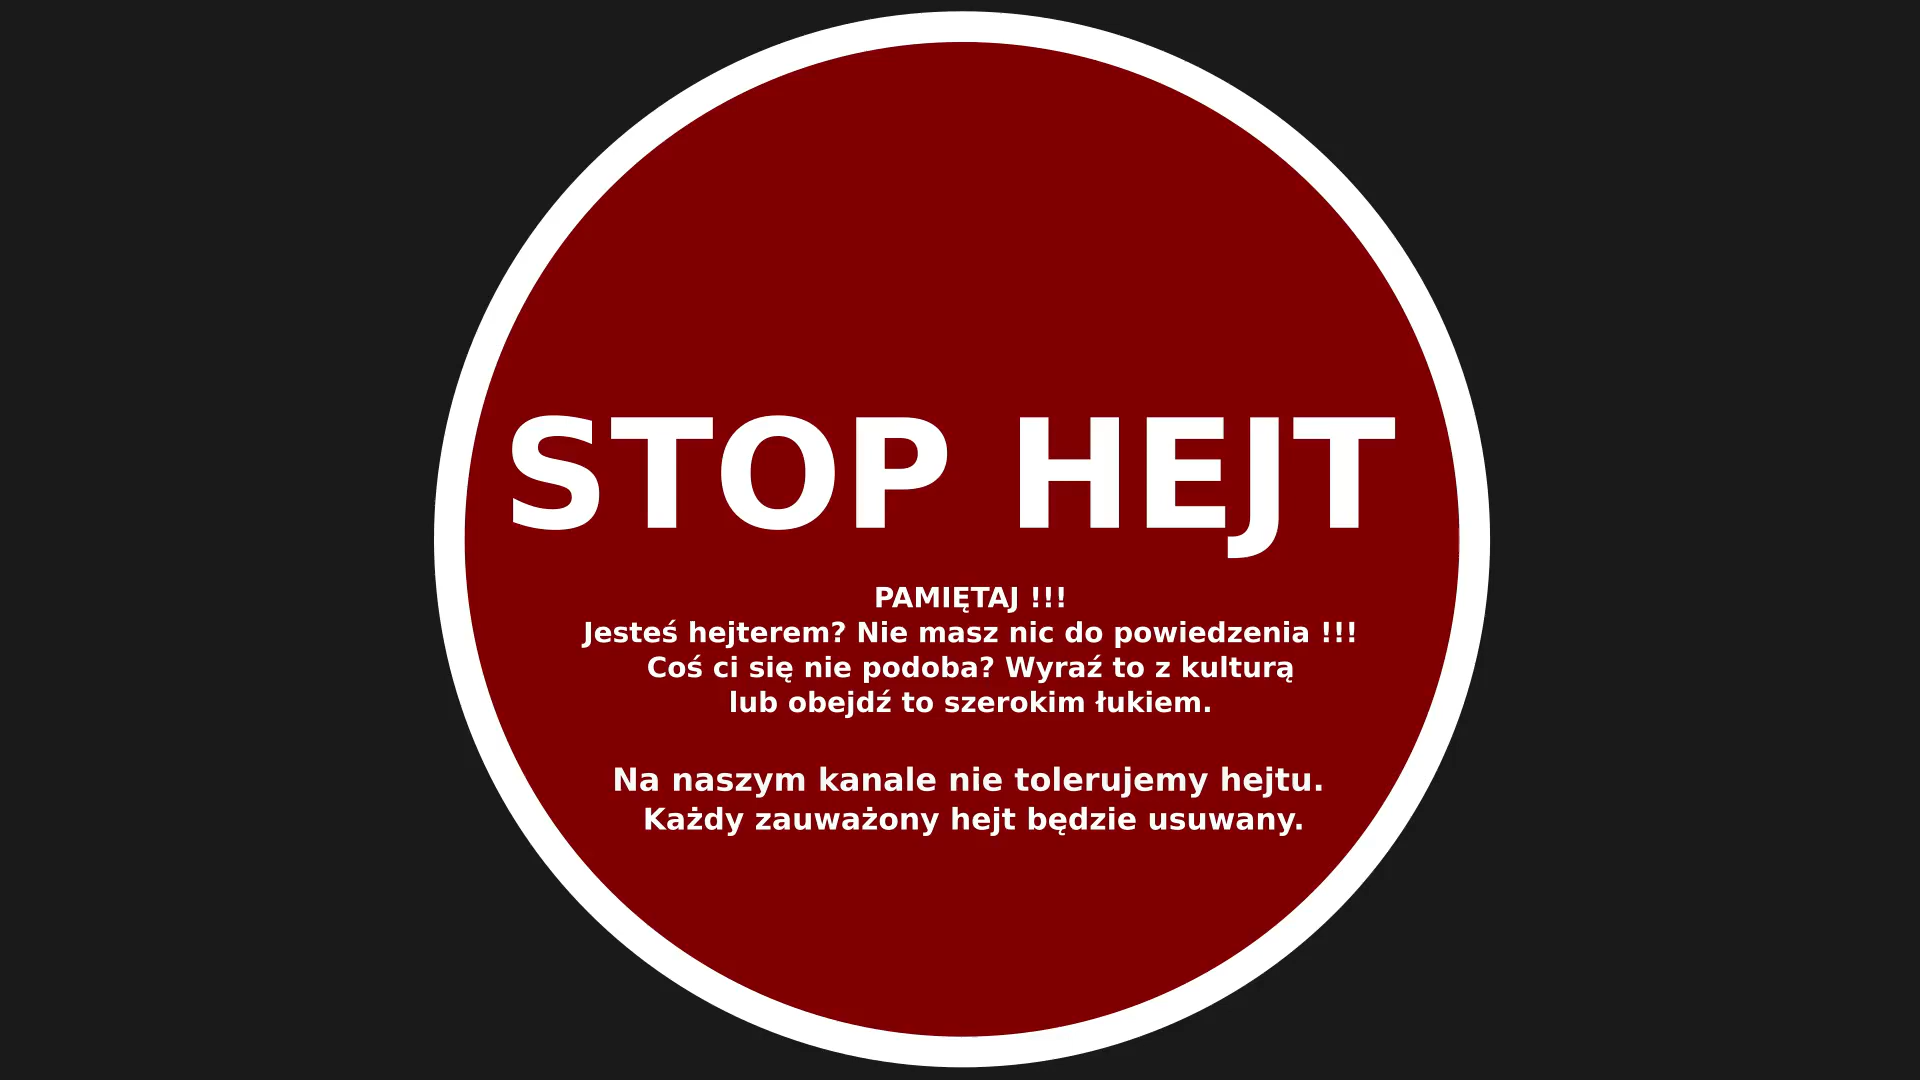 STOP HEJT
PAMIĘTAJ !!!
Jesteś hejterem? Nie masz nic do powiedzenia !!!
Coś ci się nie podoba? Wyraź to z kulturą
lub obejdź to szerokim łukiem.
Na naszym kanale nie tolerujemy hejtu.
Każdy zauważony hejt będzie usuwany.